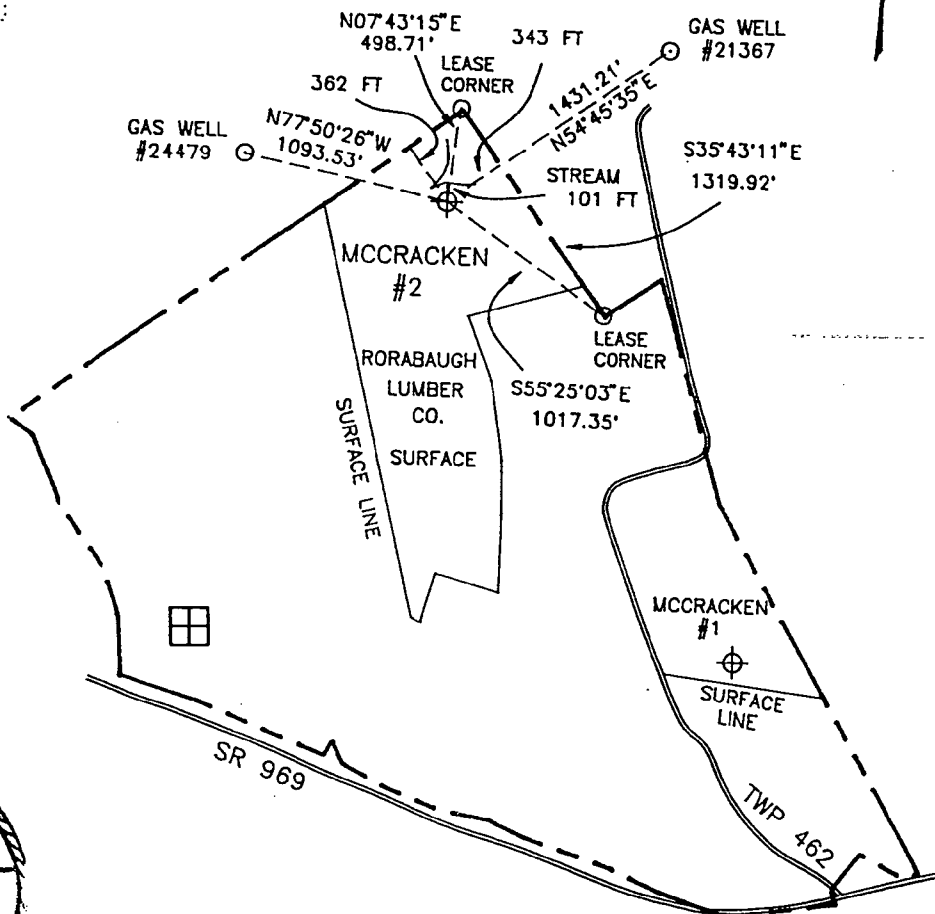 N07°43'15"E
498.71'
343 FT
GAS WELL
#21367
LEASE
CORNER
362 FT
1431.21'
N54°45'35"E
GAS WELL
#24479
N77°50'26"W
1093.53'
S35°43'11"E
1319.92'
STREAM
101 FT
MCCRACKEN
#2
LEASE
CORNER
RORABAUGH
LUMBER
CO.
SURFACE
S55°25'03"E
1017.35'
SURFACE LINE
MCCRACKEN
#1
SURFACE
LINE
SR 969
TWP 462